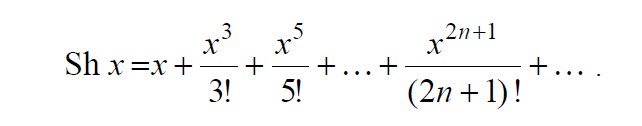 Sh x =x + x^3/3! + x^5/5! + ... + x^{2n+1}/(2n + 1)! + ... .